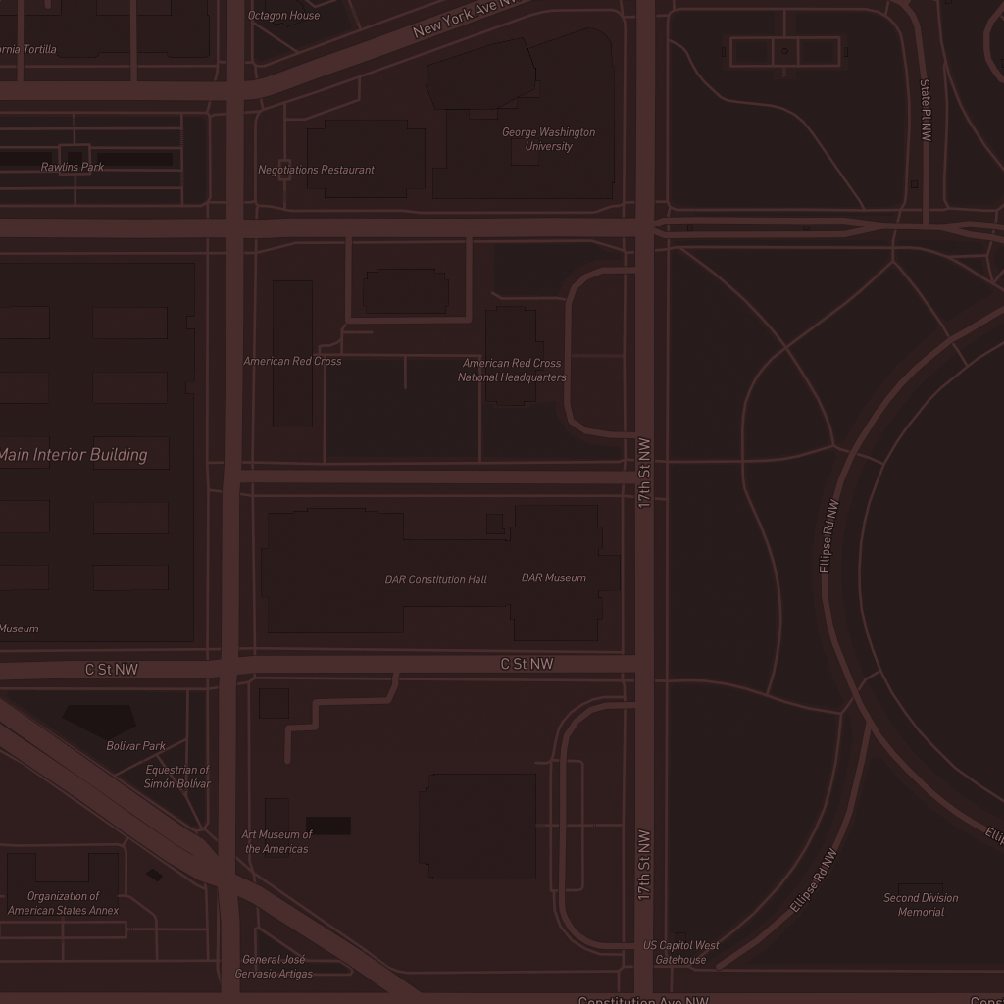 Octagon House
New York Ave NW
ornia Tortilla
State Pl NW
George Washington
University
Rawlins Park
Negotiations Restaurant
American Red Cross
American Red Cross
National Headquarters
Main Interior Building
17th St NW
Ellipse Rd NW
DAR Constitution Hall
DAR Museum
Museum
C St NW
C St NW
Bolivar Park
Equestrian of
Simón Bolívar
Art Museum of
the Americas
17th St NW
Ellipse Rd NW
Ellip
Organization of
American States Annex
Second Division
Memorial
US Capitol West
Gatehouse
General José
Gervasio Artigas
Constitution Ave NW
Cons